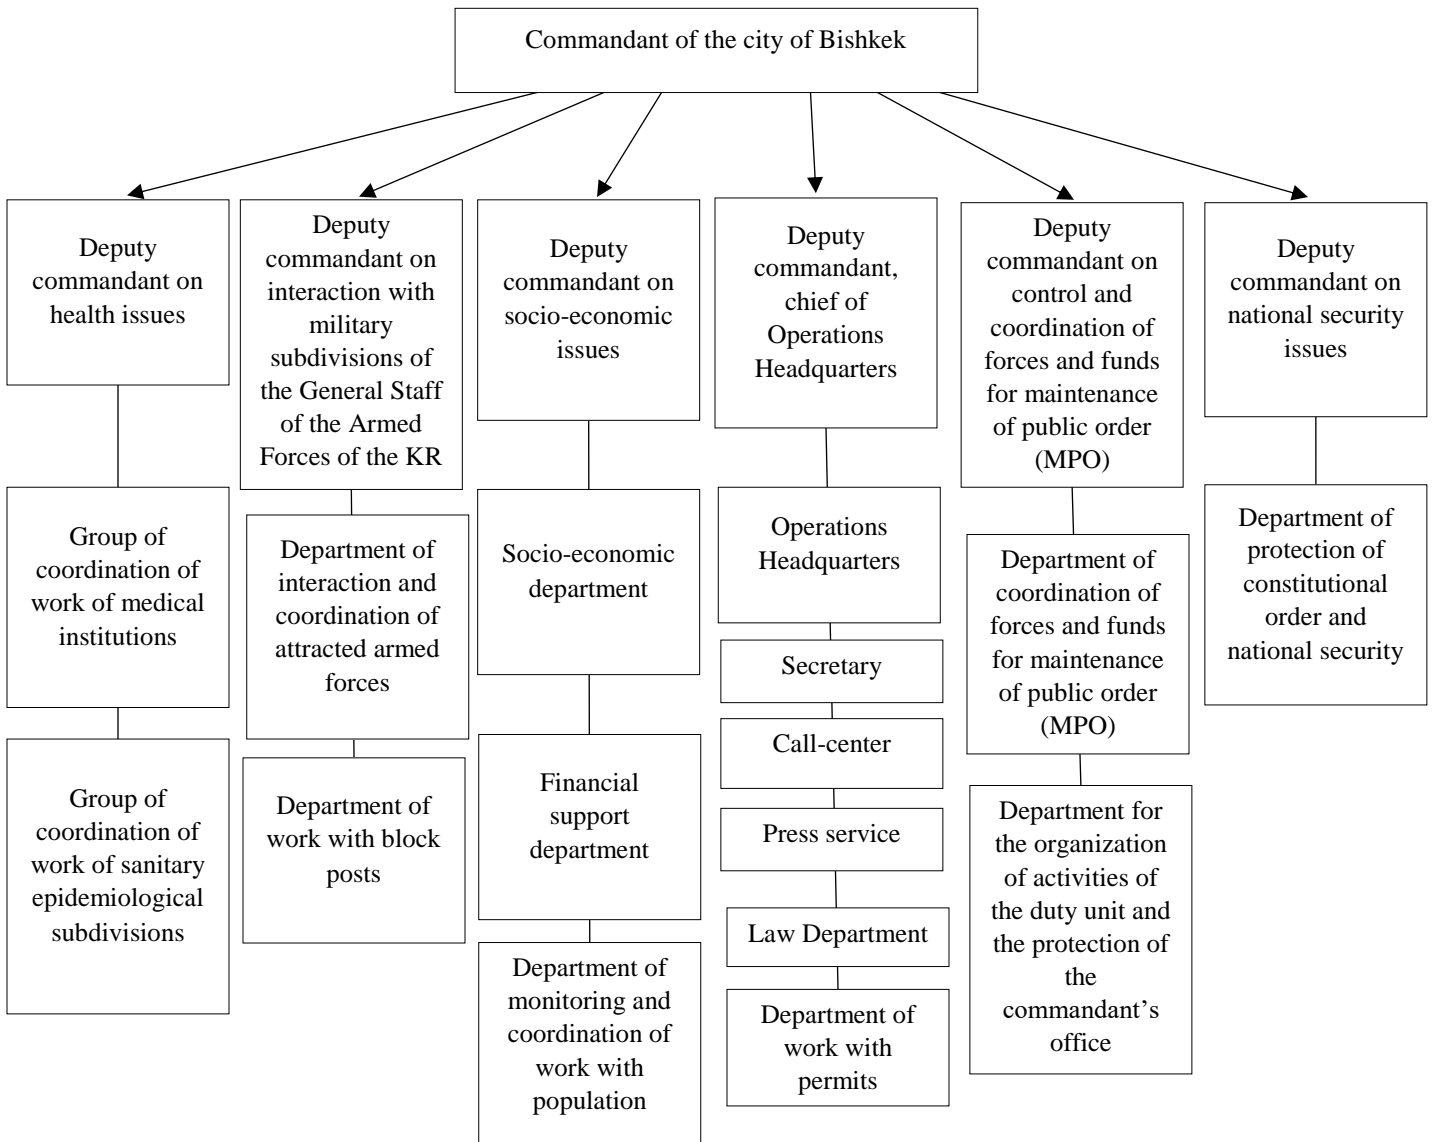 Commandant of the city of Bishkek
Deputy
commandant on
health issues
Group of
coordination of
work of medical
institutions
Group of
coordination of
work of sanitary
epidemiological
subdivisions
Deputy
commandant on
interaction with
military
subdivisions of
the General Staff
of the Armed
Forces of the KR
Department of
interaction and
coordination of
attracted armed
forces
Department of
work with block
posts
Deputy
commandant on
socio-economic
issues
Socio-economic
department
Financial
support
department
Department of
monitoring and
coordination of
work with
population
Deputy
commandant,
chief of
Operations
Headquarters
Operations
Headquarters
Secretary
Call-center
Press service
Law Department
Department of
work with
permits
Deputy
commandant on
control and
coordination of
forces and funds
for maintenance
of public order
(MPO)
Department of
coordination of
forces and funds
for maintenance
of public order
(MPO)
Department for
the organization
of activities of
the duty unit and
the protection of
the
commandant’s
office
Deputy
commandant on
national security
issues
Department of
protection of
constitutional
order and
national security